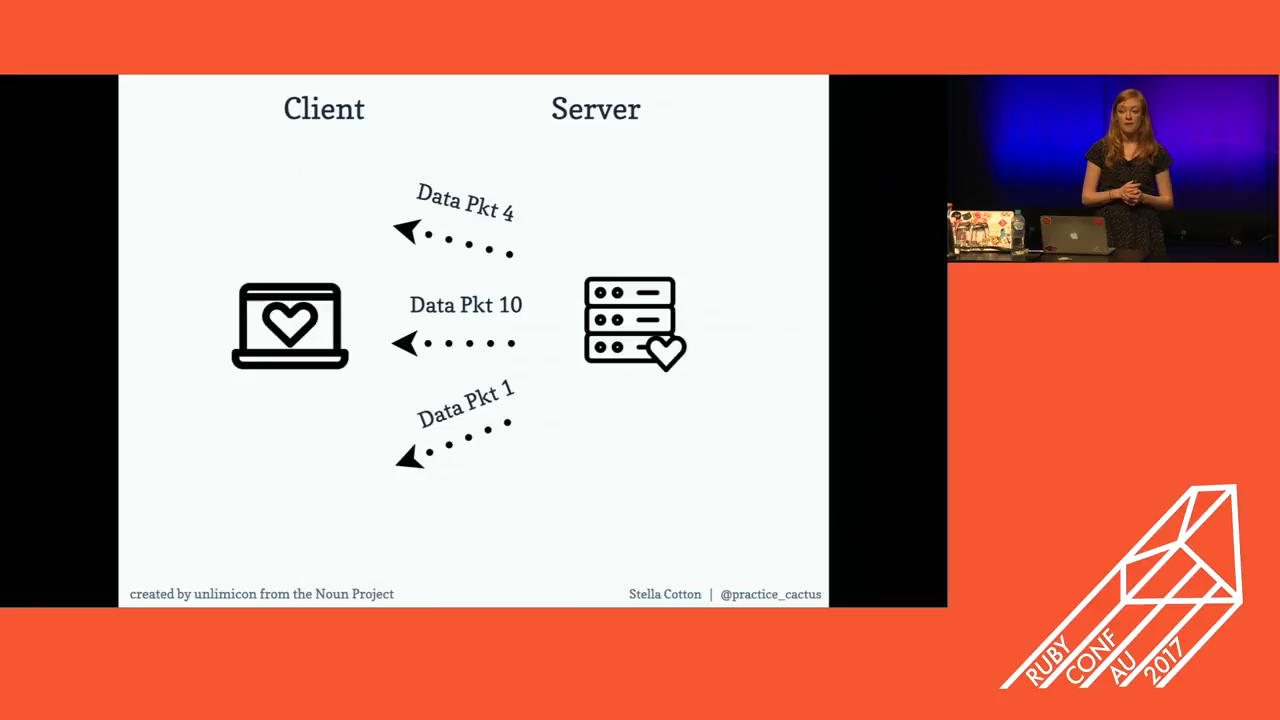 Client
Server
Data Pkt 4
Data Pkt 10
Data Pkt 1
created by unlimicon from the Noun Project
Stella Cotton | @practice_cactus
RUBY
CONF
AU
2017